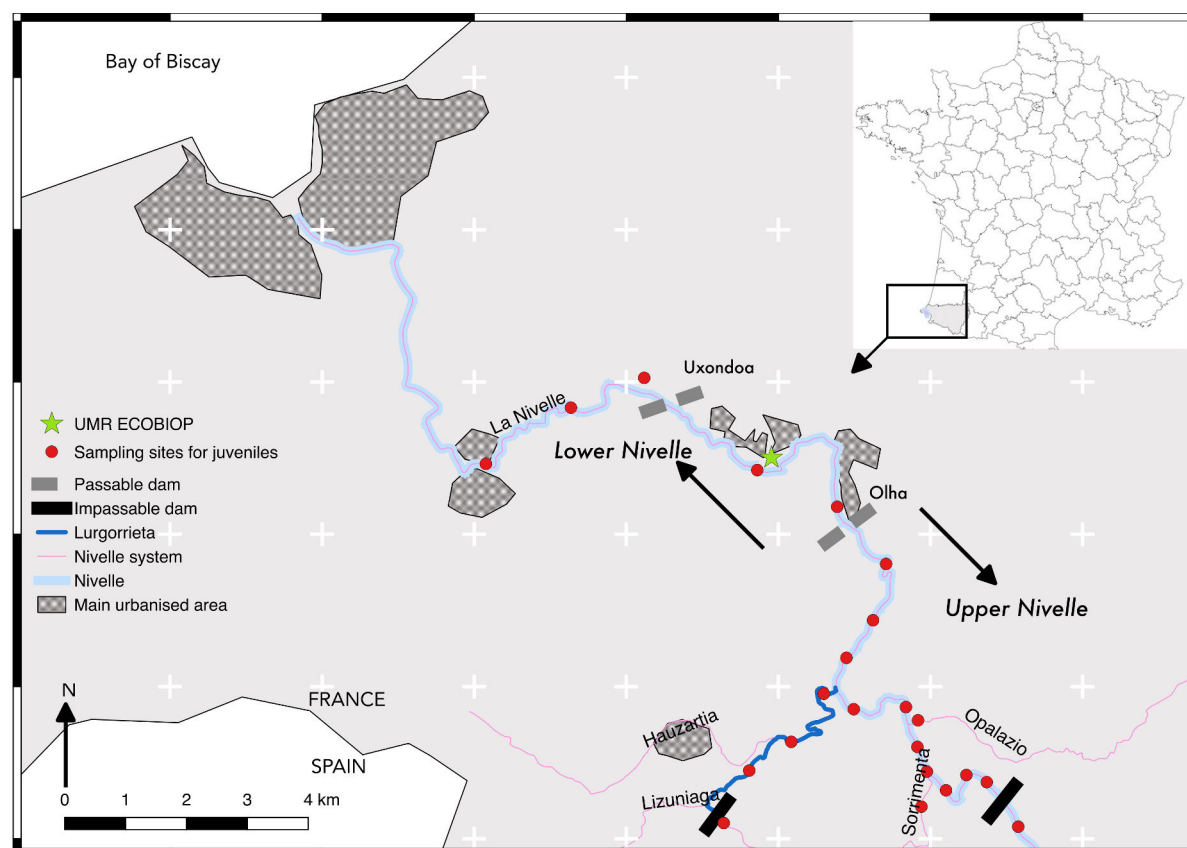 Bay of Biscay
Uxondoa
La Nivelle
UMR ECOBIOP
Sampling sites for juveniles
Passable dam
Impassable dam
Lurgorrieta
Nivelle system
Nivelle
Main urbanised area
Lower Nivelle
Olha
Upper Nivelle
N
FRANCE
SPAIN
0 1 2 3 4 km
Hauzartia
Lizuniaga
Opalazio
Sorrimenta